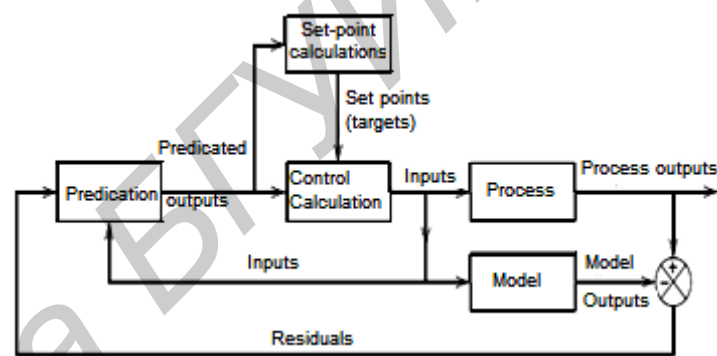 Set-point
calculations
Set points
(targets)
Predicated
outputs
Predication
Control
Calculation
Inputs
Process
Process outputs
Inputs
Model
Model
Outputs
+
-
Residuals
а БГУИ